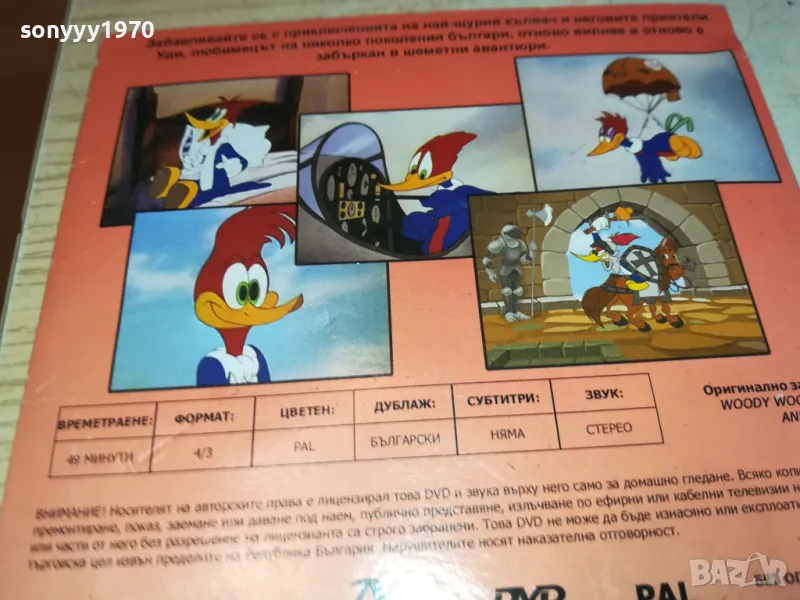 sonyyy1970
Забавлявайте се с приключенията на най-щурия кълвач и неговите приятели.
Уди, любимецът на няколко поколения българи, отново вилнее и отново е
забъркан в шеметни авантюри.
ВРЕМЕТРАЕНЕ: ФОРМАТ: ЦВЕТЕН: ДУБЛАЖ: СУБТИТРИ: ЗВУК:
49 МИНУТИ 4/3 PAL БЪЛГАРСКИ НЯМА СТЕРЕО
Оригинално за
WOODY WOO
AN
ВНИМАНИЕ! Носителят на авторските права е лицензирал това DVD и звука върху него само за домашно гледане. Всяко копи
премонтиране, показ, заемане или даване под наем, публично представяне, излъчване по ефирни или кабелни телевизии н
или части от него без разрешение на лицензианта са строго забранени. Това DVD не може да бъде изнасяно или експлоати
търговска цел извън пределите на Република България. Нарушителите носят наказателна отговорност.
DVD PAL
bazar.bg